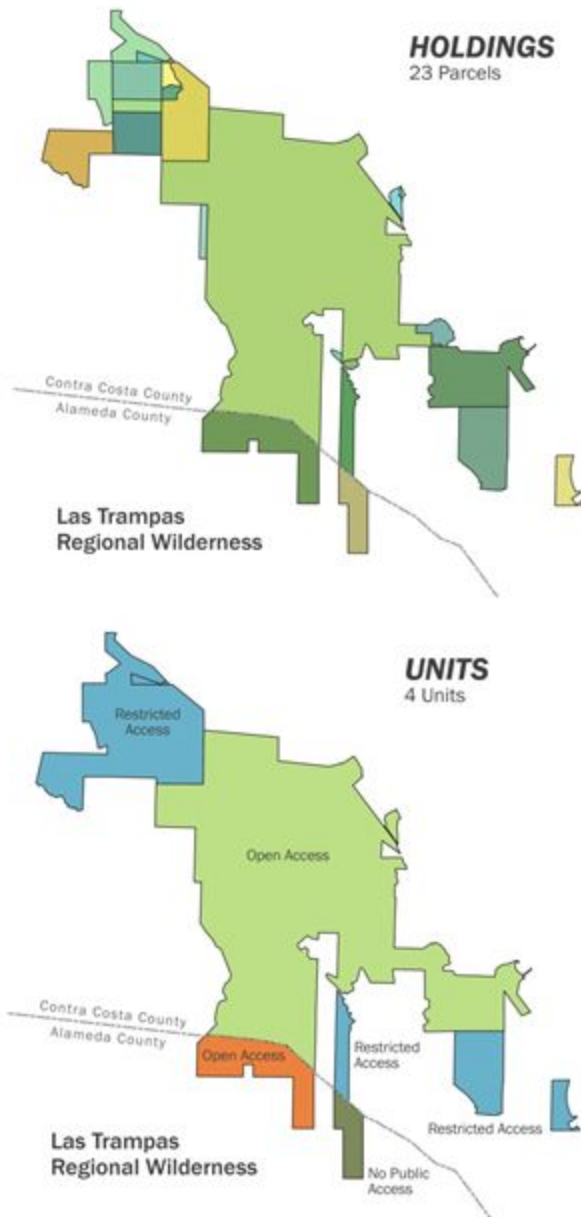 HOLDINGS
23 Parcels
Contra Costa County
Alameda County
Las Trampas
Regional Wilderness
UNITS
4 Units
Restricted
Access
Open Access
Contra Costa County
Alameda County
Open Access
Restricted
Access
Restricted Access
Las Trampas
Regional Wilderness
No Public
Access